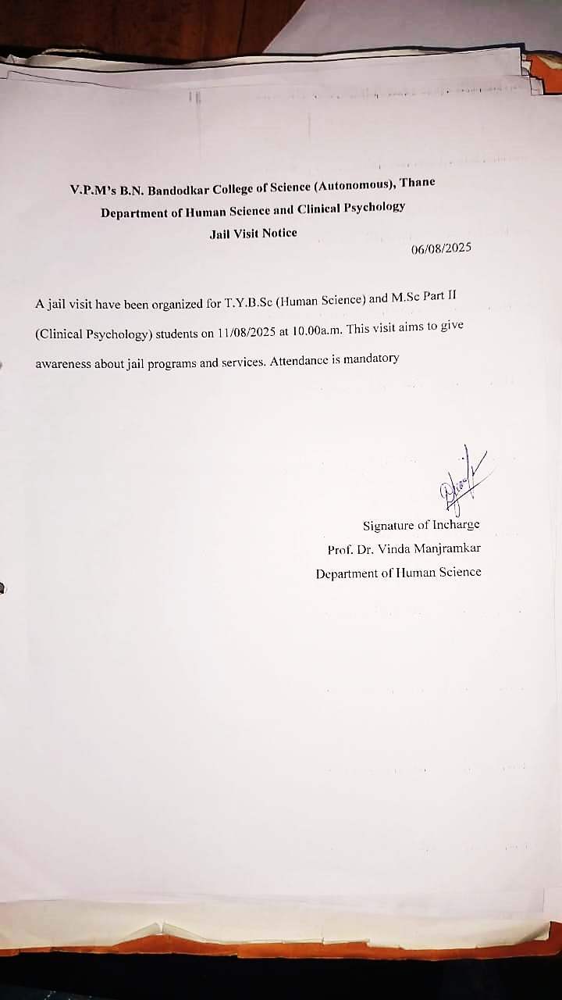 V.P.M's B.N. Bandodkar College of Science (Autonomous), Thane
Department of Human Science and Clinical Psychology
Jail Visit Notice
06/08/2025
A jail visit have been organized for T.Y.B.Sc (Human Science) and M.Sc Part II
(Clinical Psychology) students on 11/08/2025 at 10.00a.m. This visit aims to give
awareness about jail programs and services. Attendance is mandatory
Signature of Incharge
Prof. Dr. Vinda Manjramkar
Department of Human Science